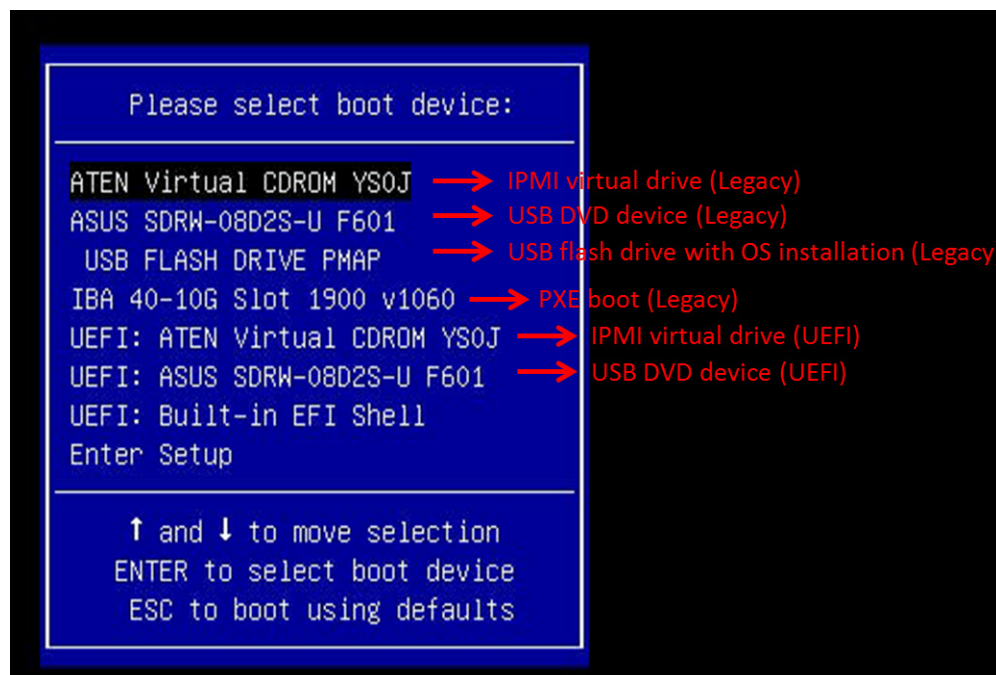 Please select boot device:
ATEN Virtual CDROM YS0J IPMI virtual drive (Legacy)
ASUS SDRW-08D2S-U F601 USB DVD device (Legacy)
USB FLASH DRIVE PMAP USB flash drive with OS installation (Legacy
IBA 40-10G Slot 1900 v1060 PXE boot (Legacy)
UEFI: ATEN Virtual CDROM YS0J IPMI virtual drive (UEFI)
UEFI: ASUS SDRW-08D2S-U F601 USB DVD device (UEFI)
UEFI: Built-in EFI Shell
Enter Setup
↑ and ↓ to move selection
ENTER to select boot device
ESC to boot using defaults